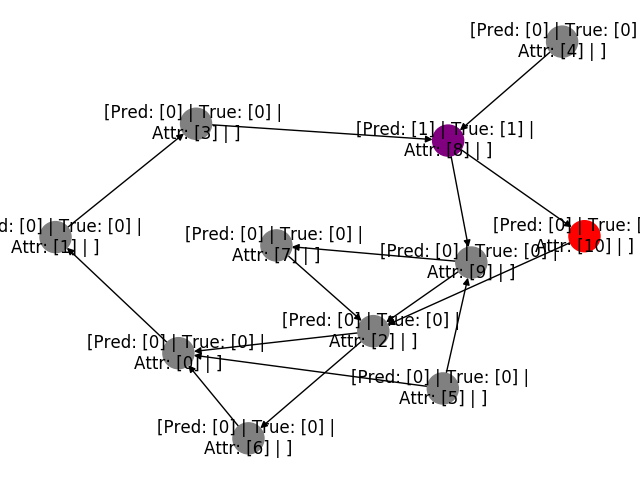 [Pred: [0] | True: [0]
Attr: [4] | ]
[Pred: [0] | True: [0] |
Attr: [3] | ]
[Pred: [1] | True: [1] |
Attr: [8] | ]
d: [0] | True: [0] |
Attr: [1] | ]
[Pred: [0] | True: [0] |
Attr: [7] | ]
[Pred: [0] | True: [
Attr: [10] | ]
[Pred: [0] | True: [0] |
Attr: [9] | ]
[Pred: [0] | True: [0] |
Attr: [2] | ]
[Pred: [0] | True: [0] |
Attr: [0] | ]
[Pred: [0] | True: [0] |
Attr: [5] | ]
[Pred: [0] | True: [0] |
Attr: [6] | ]